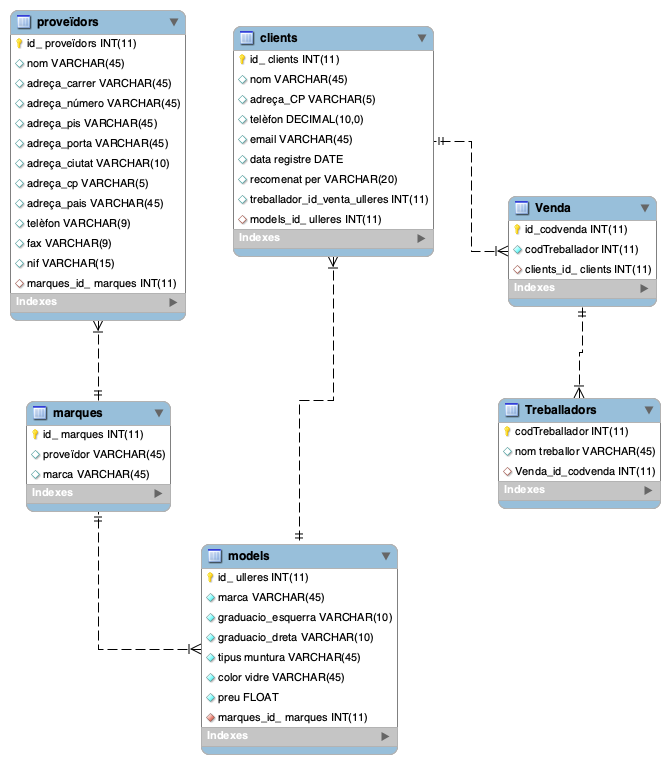 proveïdors
id_ proveïdors INT(11)
nom VARCHAR(45)
adreça_carrer VARCHAR(45)
adreça_número VARCHAR(45)
adreça_pis VARCHAR(45)
adreça_porta VARCHAR(45)
adreça_ciutat VARCHAR(10)
adreça_cp VARCHAR(5)
adreça_pais VARCHAR(45)
telèfon VARCHAR(9)
fax VARCHAR(9)
nif VARCHAR(15)
marques_id_ marques INT(11)
Indexes
clients
id_ clients INT(11)
nom VARCHAR(45)
adreça_CP VARCHAR(5)
telèfon DECIMAL(10,0)
email VARCHAR(45)
data registre DATE
recomenat per VARCHAR(20)
treballador_id_venta_ulleres INT(11)
models_id_ ulleres INT(11)
Indexes
Venda
id_codvenda INT(11)
codTreballador INT(11)
clients_id_ clients INT(11)
Indexes
marques
id_ marques INT(11)
proveïdor VARCHAR(45)
marca VARCHAR(45)
Indexes
Treballadors
codTreballador INT(11)
nom treballor VARCHAR(45)
Venda_id_codvenda INT(11)
Indexes
models
id_ ulleres INT(11)
marca VARCHAR(45)
graduacio_esquerra VARCHAR(10)
graduacio_dreta VARCHAR(10)
tipus muntura VARCHAR(45)
color vidre VARCHAR(45)
preu FLOAT
marques_id_ marques INT(11)
Indexes